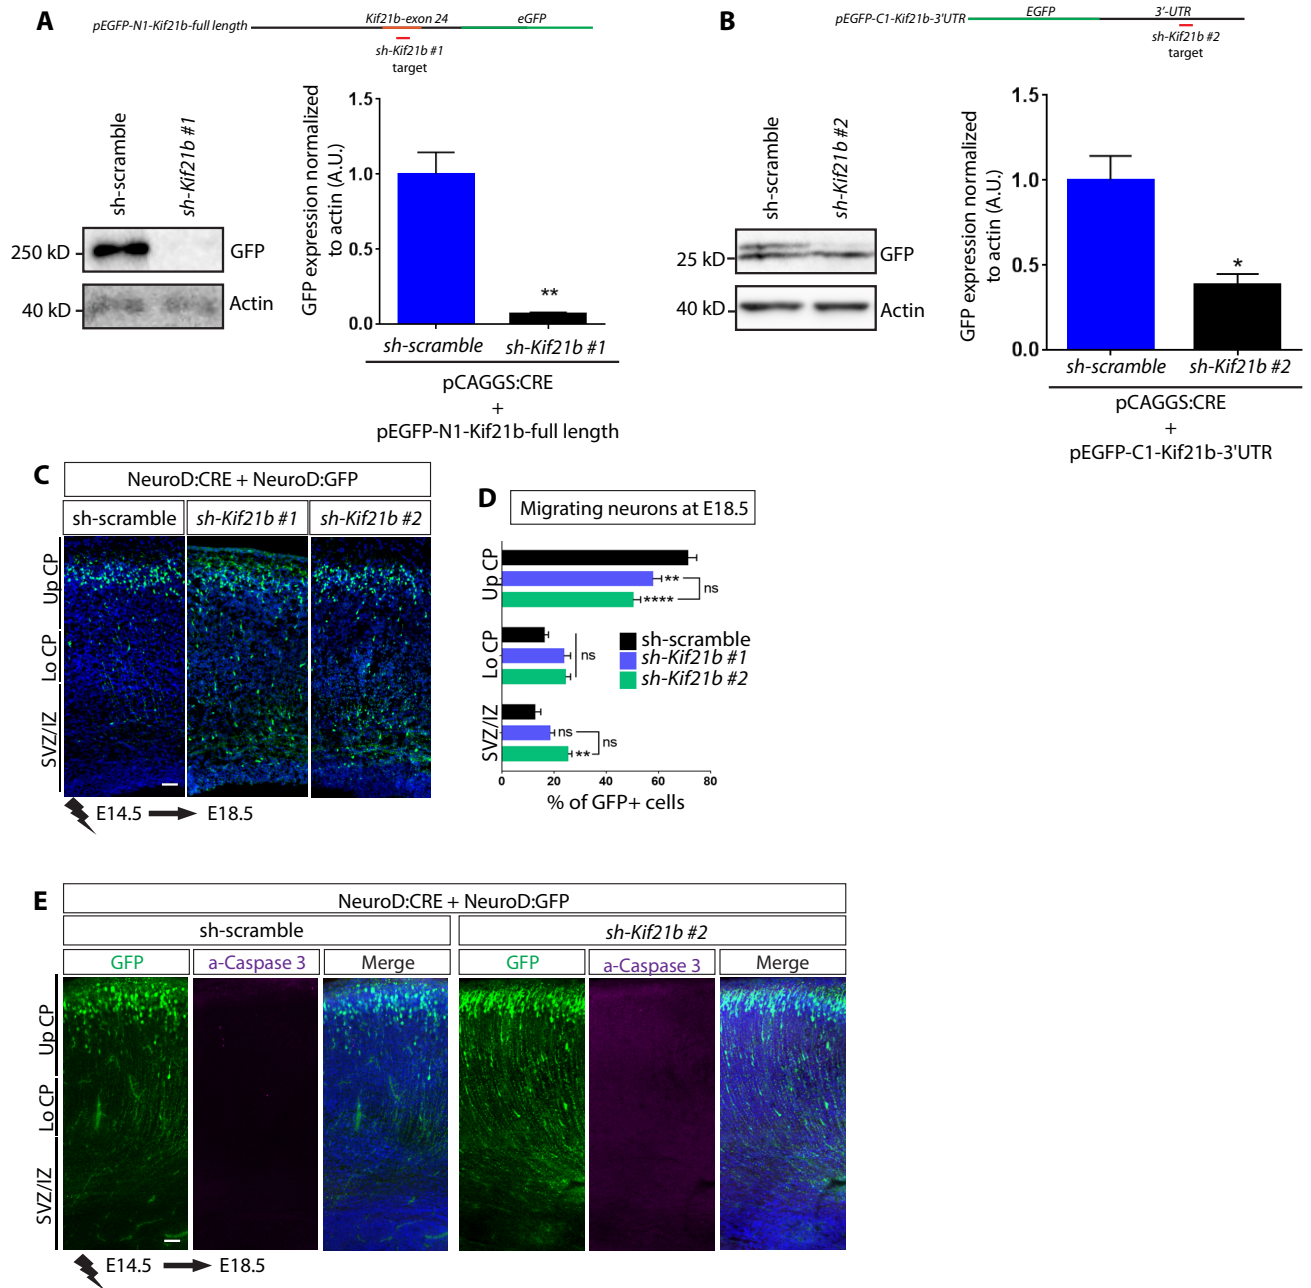 A
pEGFP-N1-Kif21b-full length
Kif21b-exon 24
eGFP
sh-Kif21b #1
target
sh-scramble
sh-Kif21b #1
250 kD
GFP
40 kD
Actin
GFP expression normalized
to actin (A.U.)
1.5
1.0
0.5
0.0
**
sh-scramble
sh-Kif21b #1
pCAGGS:CRE
+
pEGFP-N1-Kif21b-full length
B
pEGFP-C1-Kif21b-3'UTR
EGFP
3'-UTR
sh-Kif21b #2
target
sh-scramble
sh-Kif21b #2
25 kD
GFP
40 kD
Actin
GFP expression normalized
to actin (A.U.)
1.5
1.0
0.5
0.0
*
sh-scramble
sh-Kif21b #2
pCAGGS:CRE
+
pEGFP-C1-Kif21b-3'UTR
C
NeuroD:CRE + NeuroD:GFP
sh-scramble
sh-Kif21b #1
sh-Kif21b #2
Up CP
Lo CP
SVZ/IZ
E14.5
E18.5
D
Migrating neurons at E18.5
Up CP
**
****
ns
Lo CP
ns
SVZ/IZ
ns
**
ns
sh-scramble
sh-Kif21b #1
sh-Kif21b #2
0
20
40
60
80
% of GFP+ cells
E
NeuroD:CRE + NeuroD:GFP
sh-scramble
sh-Kif21b #2
GFP
a-Caspase 3
Merge
GFP
a-Caspase 3
Merge
Up CP
Lo CP
SVZ/IZ
E14.5
E18.5